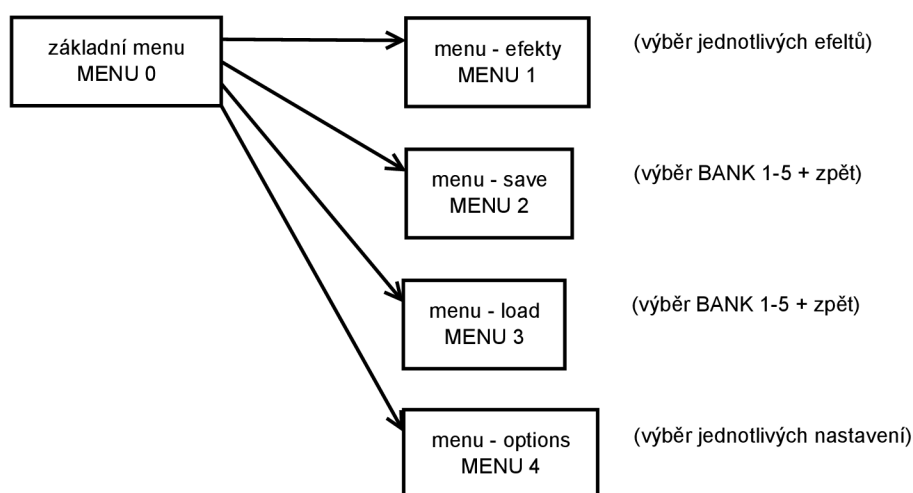 základní menu
MENU 0
menu - efekty
MENU 1
(výběr jednotlivých efeltů)
menu - save
MENU 2
(výběr BANK 1-5 + zpět)
menu - load
MENU 3
(výběr BANK 1-5 + zpět)
menu - options
MENU 4
(výběr jednotlivých nastavení)